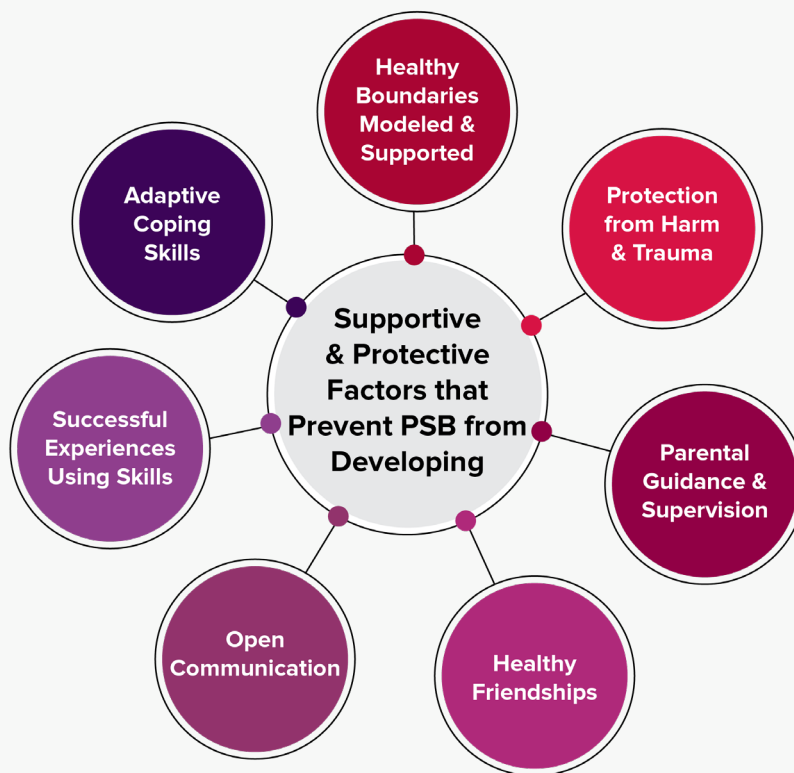 Healthy
Boundaries
Modeled &
Supported
Protection
from Harm
& Trauma
Parental
Guidance &
Supervision
Healthy
Friendships
Open
Communication
Successful
Experiences
Using Skills
Adaptive
Coping
Skills
Supportive
& Protective
Factors that
Prevent PSB from
Developing